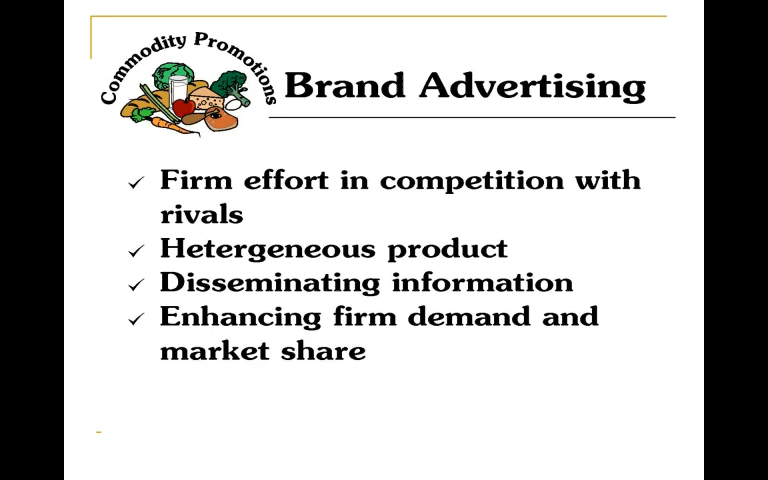 Commodity Promotions
Brand Advertising
✓ Firm effort in competition with
rivals
✓ Hetergeneous product
✓ Disseminating information
✓ Enhancing firm demand and
market share